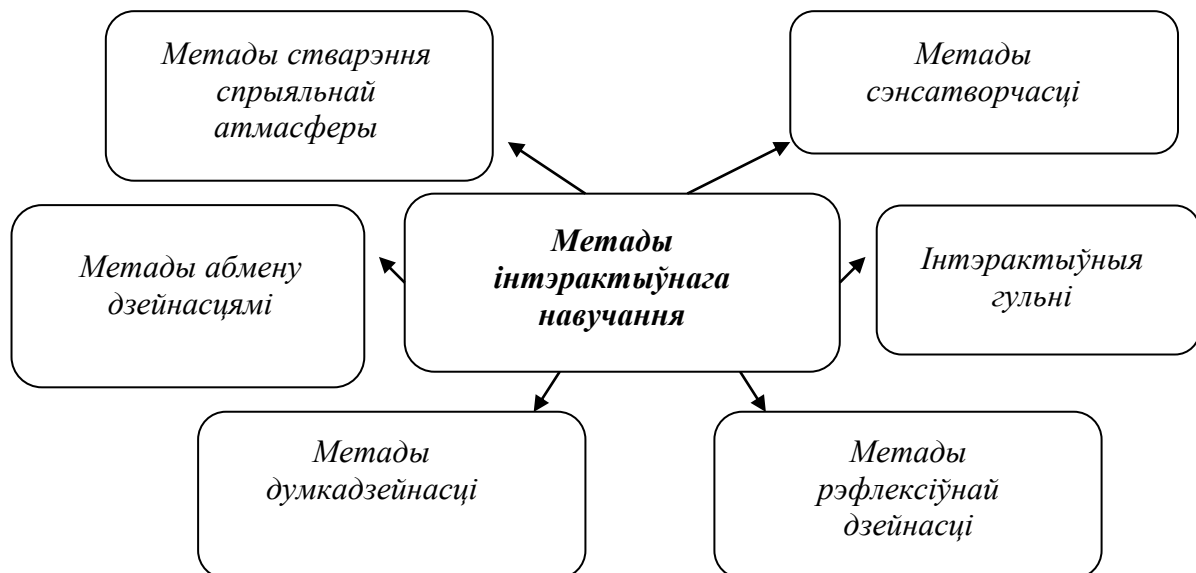 Метады стварэння
спрыяльнай
атмасферы
Метады
сэнсатворчасці
Метады абмену
дзейнасцямі
Метады
інтэрактыўнага
навучання
Інтэрактыўныя
гульні
Метады
думкадзейнасці
Метады
рэфлексіўнай
дзейнасці